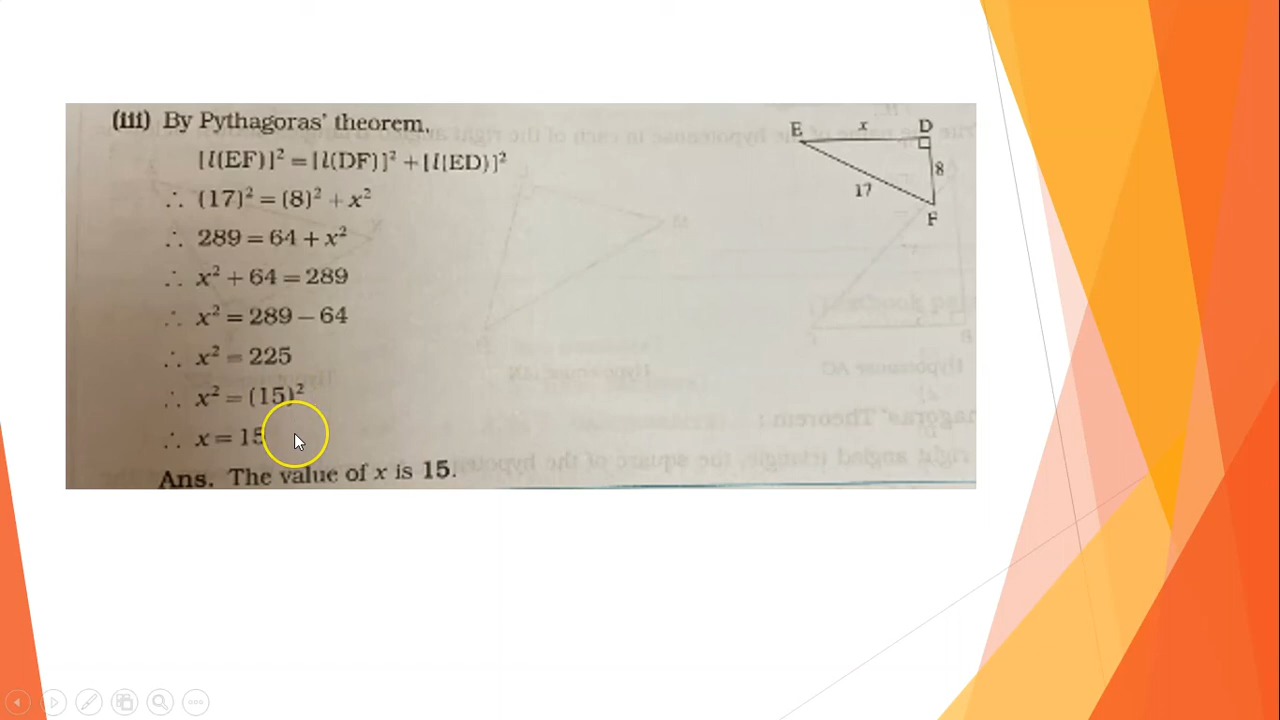 (iii) By Pythagoras' theorem,
[l(EF)]² = [l(DF)]² + [l(ED)]²
∴ (17)² = (8)² + x²
∴ 289 = 64 + x²
∴ x² + 64 = 289
∴ x² = 289 – 64
∴ x² = 225
∴ x² = (15)²
∴ x = 15
Ans. The value of x is 15.
E x D
8
17
F